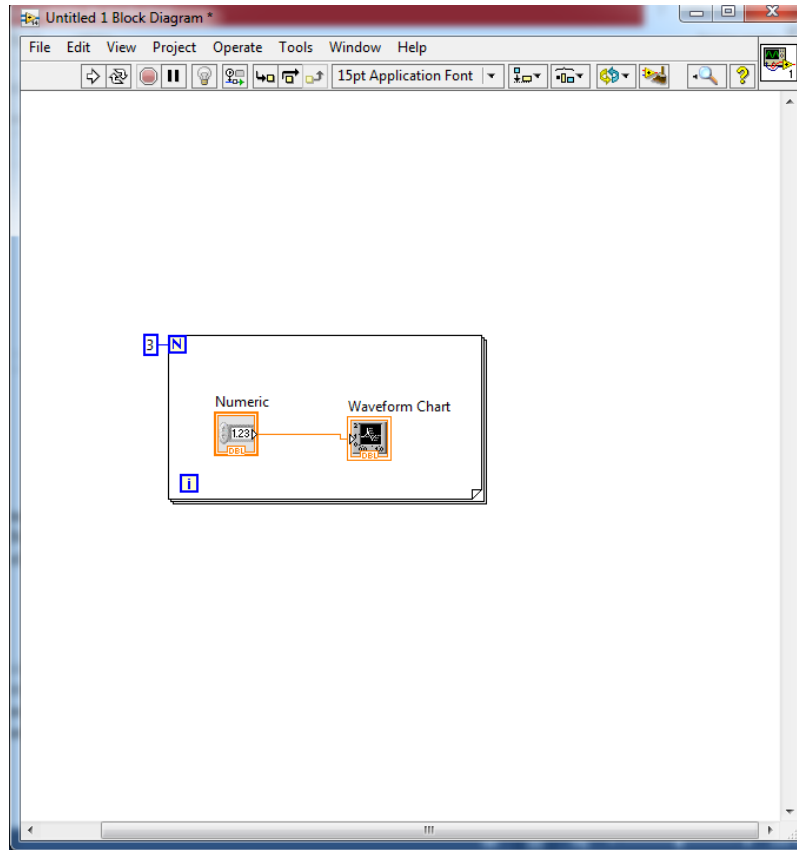 Untitled 1 Block Diagram *
File Edit View Project Operate Tools Window Help
15pt Application Font
1
3 N
Numeric
Waveform Chart
1.23
DBL
DBL
i